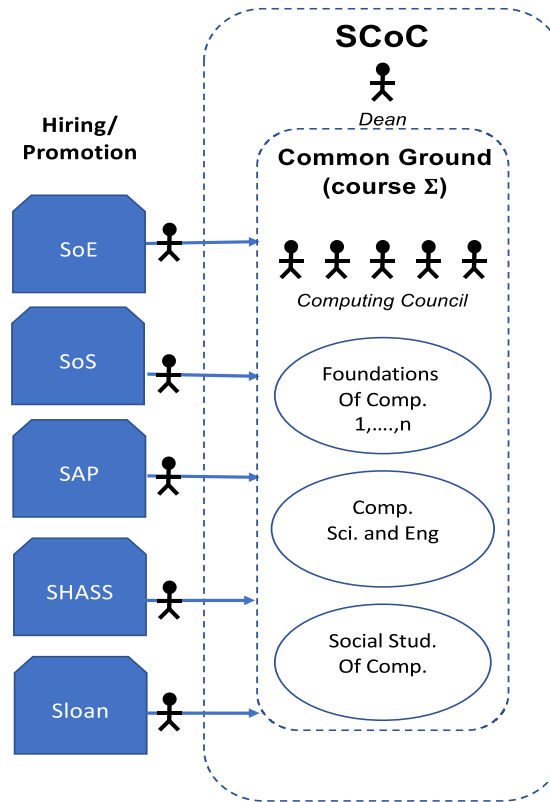 SCoC
Dean
Hiring/
Promotion
Common Ground
(course Σ)
SoE
Computing Council
SoS
Foundations
Of Comp.
1,....,n
SAP
Comp.
Sci. and Eng
SHASS
Social Stud.
Of Comp.
Sloan